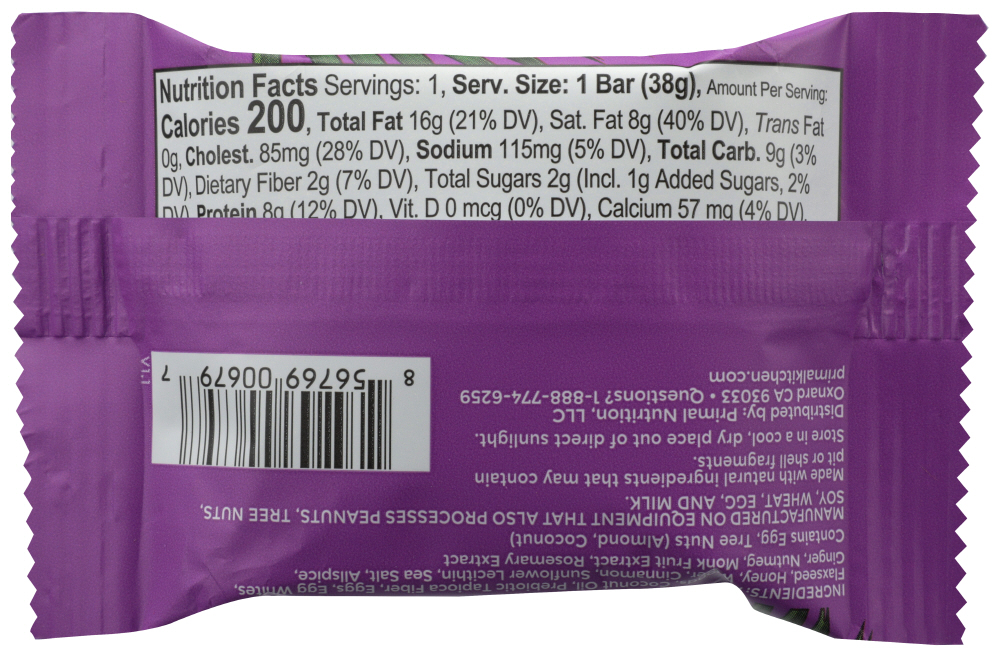 Nutrition Facts Servings: 1, Serv. Size: 1 Bar (38g), Amount Per Serving:
Calories 200, Total Fat 16g (21% DV), Sat. Fat 8g (40% DV), Trans Fat
0g, Cholest. 85mg (28% DV), Sodium 115mg (5% DV), Total Carb. 9g (3%
DV), Dietary Fiber 2g (7% DV), Total Sugars 2g (Incl. 1g Added Sugars, 2%
DV) Protein 8g (12% DV), Vit. D 0 mcg (0% DV), Calcium 57 mg (4% DV),
INGREDIENTS: Coconut Oil, Prebiotic Tapioca Fiber, Eggs, Egg Whites,
Flaxseed, Honey, Cinnamon, Sunflower Lecithin, Sea Salt, Allspice,
Ginger, Nutmeg, Monk Fruit Extract, Rosemary Extract
Contains Egg, Tree Nuts (Almond, Coconut)
MANUFACTURED ON EQUIPMENT THAT ALSO PROCESSES PEANUTS, TREE NUTS,
SOY, WHEAT, EGG, AND MILK.
Made with natural ingredients that may contain
pit or shell fragments.
Store in a cool, dry place out of direct sunlight.
Distributed by: Primal Nutrition, LLC
Oxnard CA 93033 • Questions? 1-888-774-6259
primalkitchen.com
8 56769 00679 7
V1.1